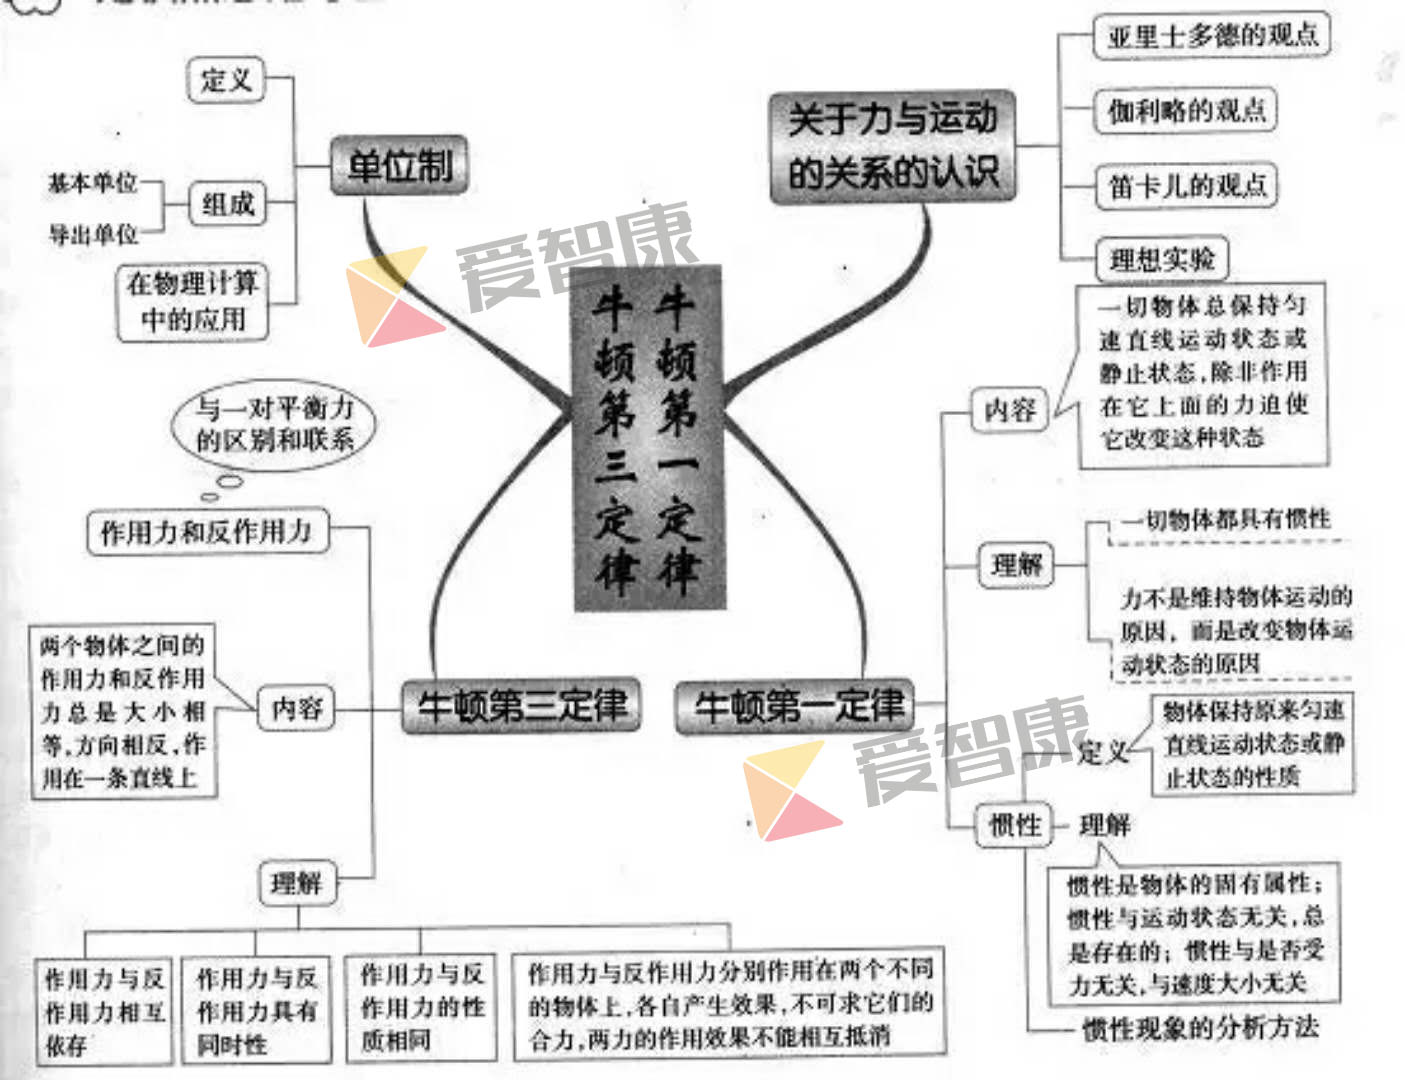 定义
单位制
基本单位
组成
导出单位
在物理计算
中的应用
关于力与运动
的关系的认识
亚里士多德的观点
伽利略的观点
笛卡儿的观点
理想实验
爱智康
牛顿第一定律
牛顿第三定律
与一对平衡力
的区别和联系
作用力和反作用力
两个物体之间的
作用力和反作用
力总是大小相
等,方向相反,作
用在一条直线上
内容
牛顿第三定律
理解
作用力与反
作用力相互
依存
作用力与反
作用力具有
同时性
作用力与反
作用力的性
质相同
作用力与反作用力分别作用在两个不同
的物体上,各自产生效果,不可求它们的
合力,两力的作用效果不能相互抵消
牛顿第一定律
内容
一切物体总保持匀
速直线运动状态或
静止状态,除非作用
在它上面的力迫使
它改变这种状态
理解
一切物体都具有惯性
力不是维持物体运动的
原因，而是改变物体运
动状态的原因
爱智康
惯性
定义
物体保持原来匀速
直线运动状态或静
止状态的性质
理解
惯性是物体的固有属性;
惯性与运动状态无关,总
是存在的;惯性与是否受
力无关,与速度大小无关
惯性现象的分析方法